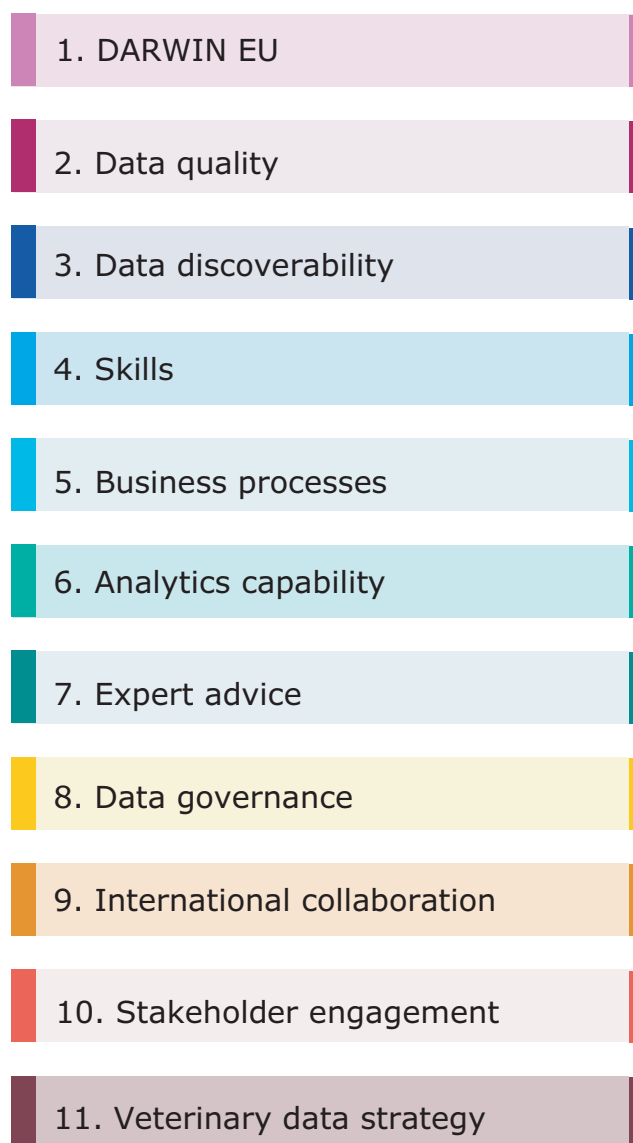 1. DARWIN EU
2. Data quality
3. Data discoverability
4. Skills
5. Business processes
6. Analytics capability
7. Expert advice
8. Data governance
9. International collaboration
10. Stakeholder engagement
11. Veterinary data strategy